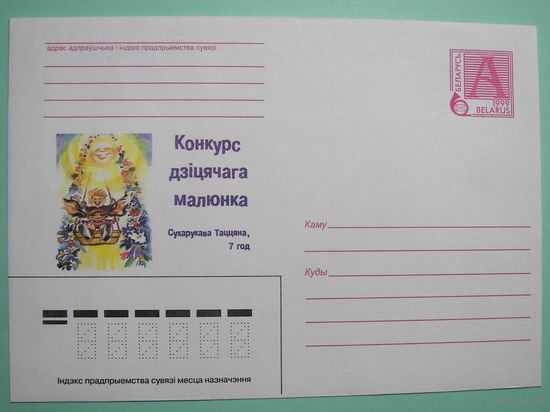 адрас адпраўшчыка і індэкс прадпрыемства сувязі
БЕЛАРУСЬ
А
1999
BELARUS
Конкурс
дзіцячага
малюнка
Сухарукава Таццяна,
7 год
Каму
Куды
Індэкс прадпрыемства сувязі месца назначэння